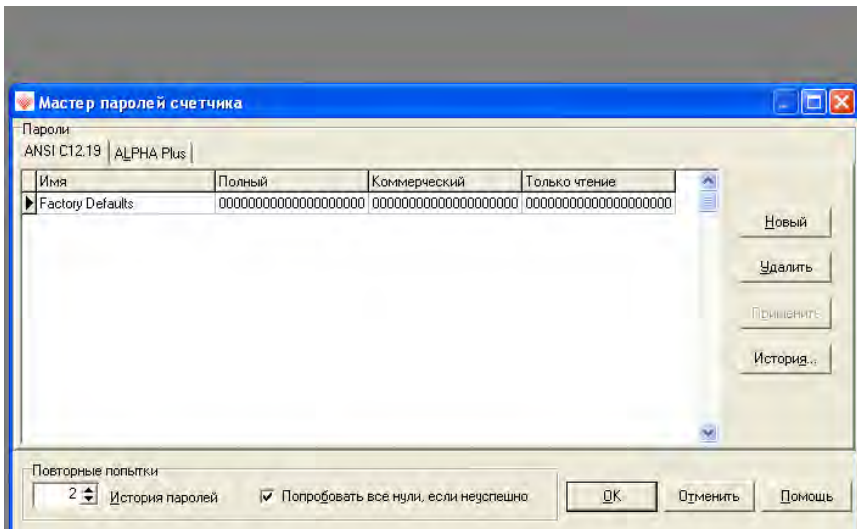 Мастер паролей счетчика
Пароли
ANSI C12.19 ALPHA Plus
Имя Полный Коммерческий Только чтение
Factory Defaults 00000000000000000000 00000000000000000000 00000000000000000000
Новый
Удалить
Применить
История...
Повторные попытки
2 История паролей Попробовать все нули, если неуспешно OK Отменить Помощь